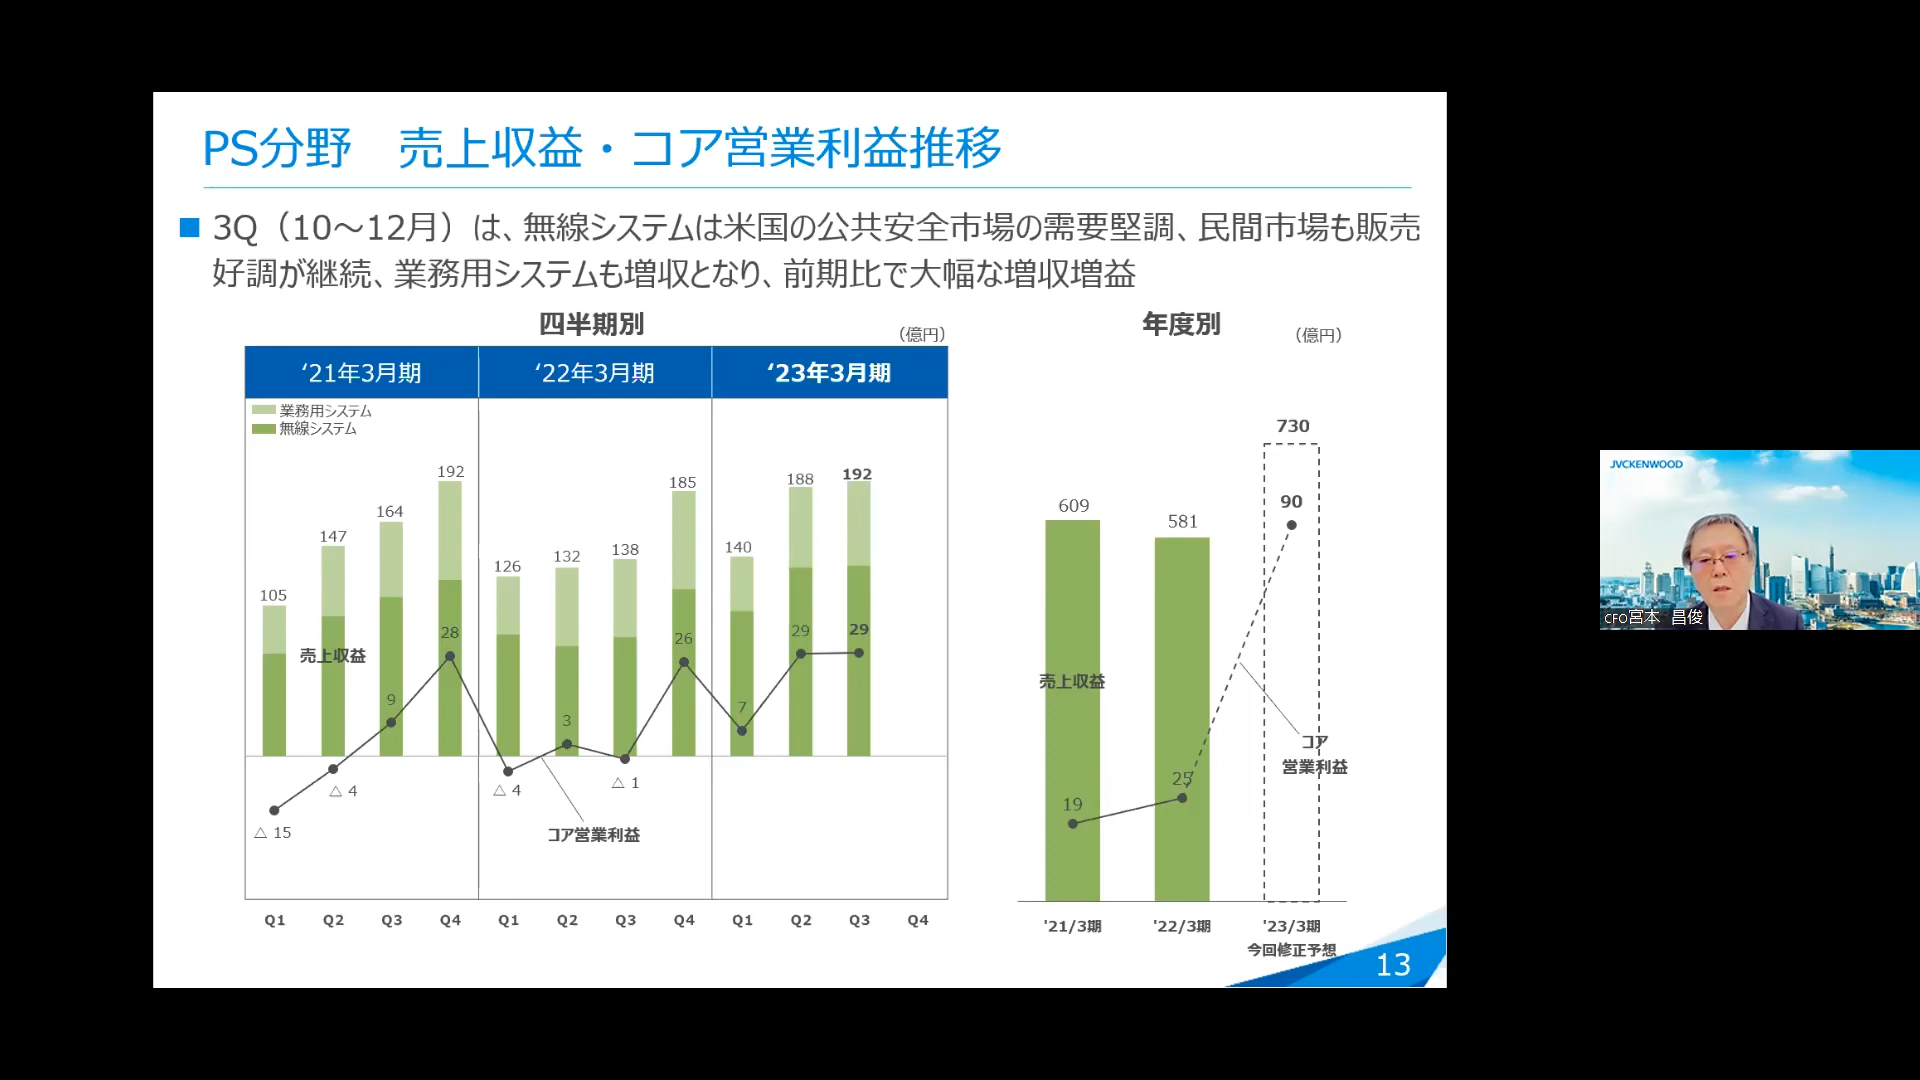 PS分野　売上収益・コア営業利益推移
■ 3Q（10～12月）は、無線システムは米国の公共安全市場の需要堅調、民間市場も販売
好調が継続、業務用システムも増収となり、前期比で大幅な増収増益
四半期別
（億円）
‘21年3月期 ‘22年3月期 ‘23年3月期
業務用システム
無線システム
105 147 164 192 126 132 138 185 140 188 192
売上収益
△ 15 △ 4 9 28 △ 4 3 △ 1 26 7 29 29
コア営業利益
Q1 Q2 Q3 Q4 Q1 Q2 Q3 Q4 Q1 Q2 Q3 Q4
年度別
（億円）
609 581 730
売上収益
19 25 90
コア
営業利益
'21/3期 '22/3期 '23/3期
今回修正予想
13
JVCKENWOOD
CFO宮本　昌俊